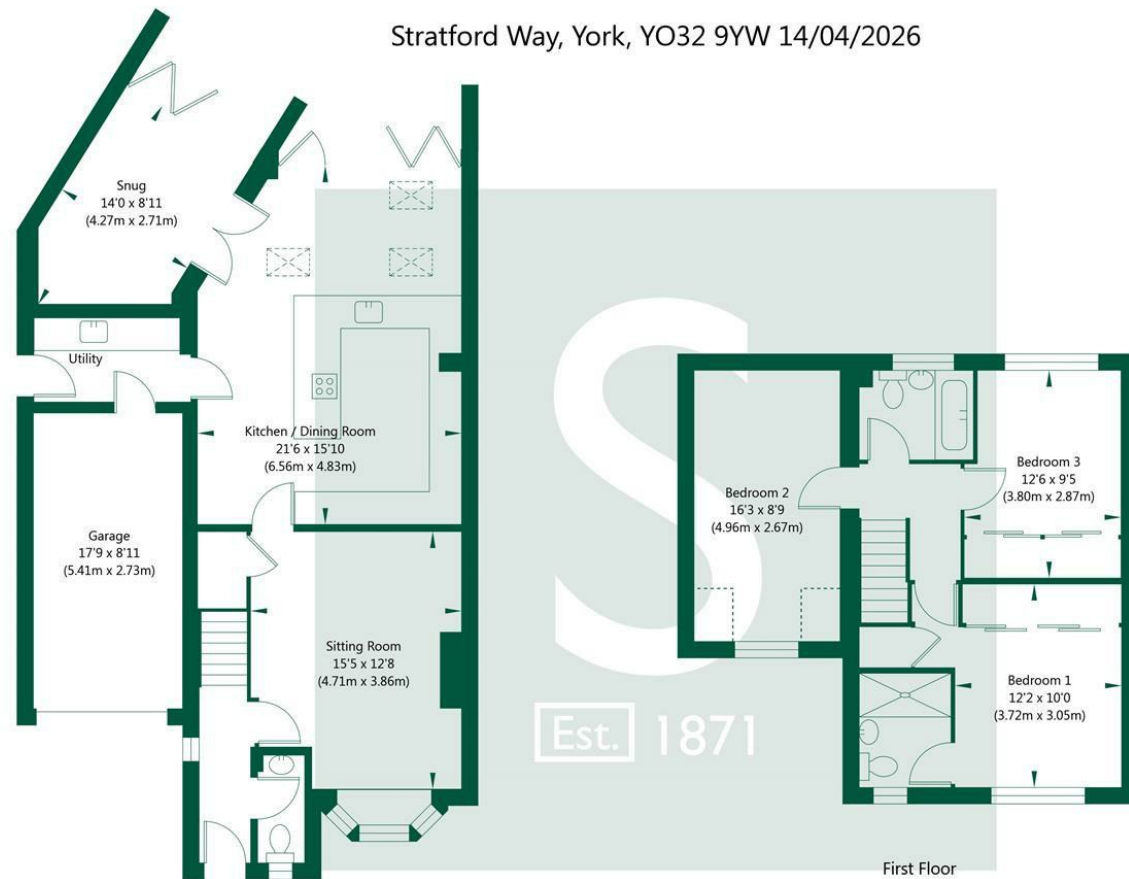 Stratford Way, York, YO32 9YW 14/04/2026
Snug
14'0 x 8'11
(4.27m x 2.71m)
Utility
Kitchen / Dining Room
21'6 x 15'10
(6.56m x 4.83m)
Garage
17'9 x 8'11
(5.41m x 2.73m)
Sitting Room
15'5 x 12'8
(4.71m x 3.86m)
S
Est. 1871
Bedroom 2
16'3 x 8'9
(4.96m x 2.67m)
Bedroom 3
12'6 x 9'5
(3.80m x 2.87m)
Bedroom 1
12'2 x 10'0
(3.72m x 3.05m)
First Floor